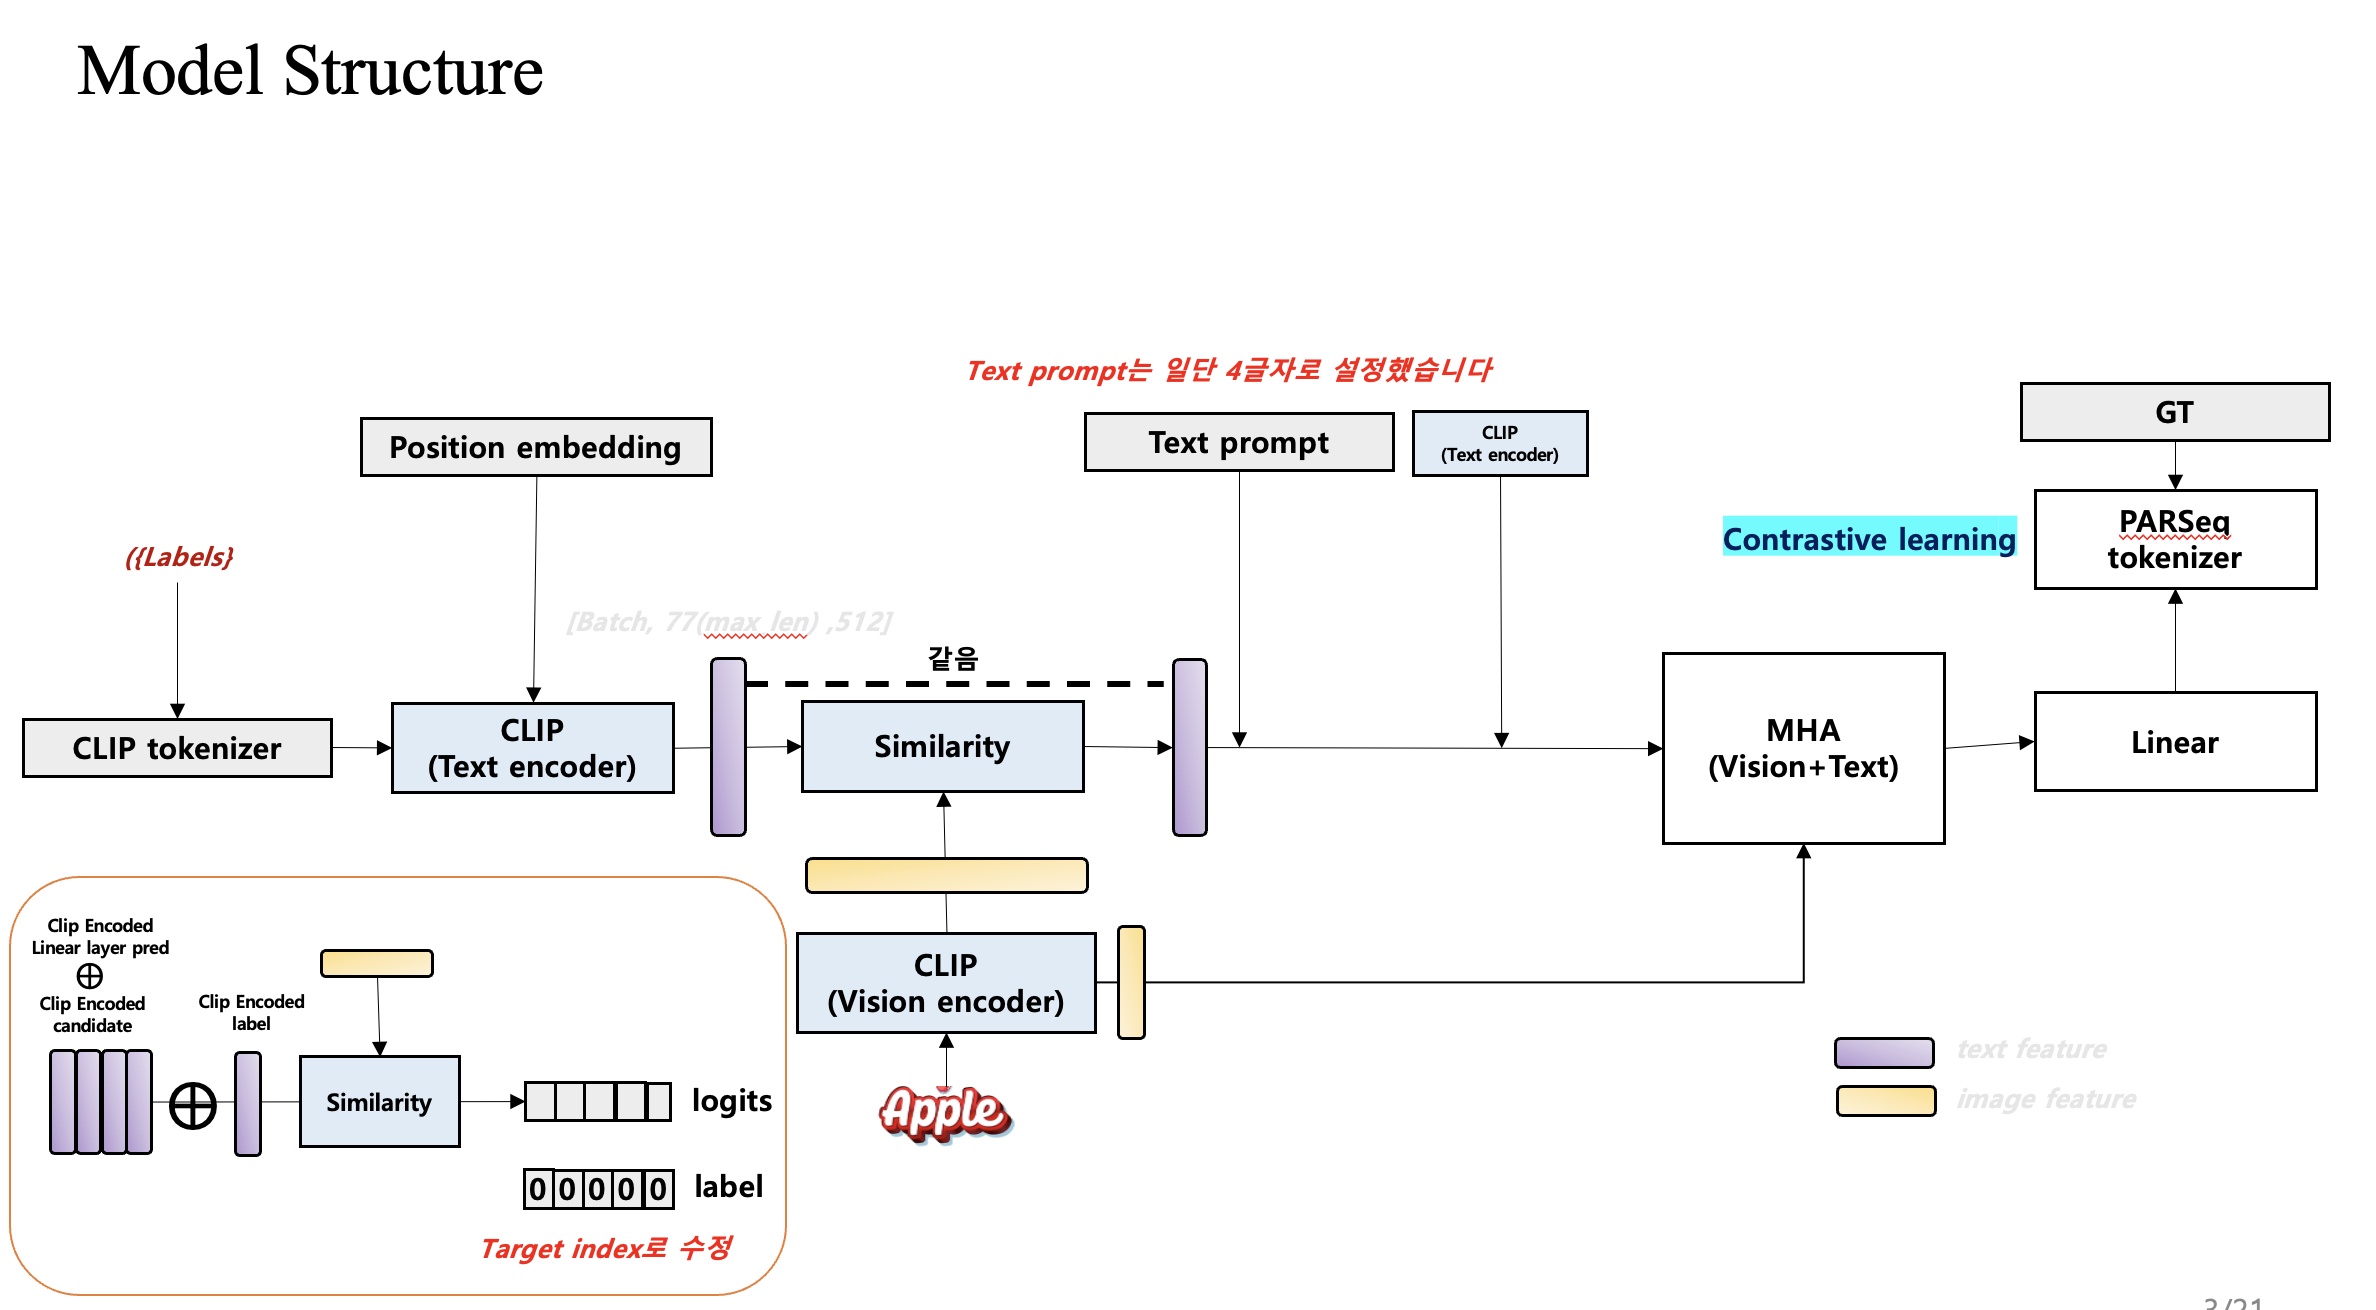 Model Structure
Text prompt는 일단 4글자로 설정했습니다
Position embedding
Text prompt
CLIP
(Text encoder)
GT
({Labels}
Contrastive learning
PARSeq
tokenizer
[Batch, 77(max len) ,512]
같음
CLIP tokenizer
CLIP
(Text encoder)
Similarity
MHA
(Vision+Text)
Linear
CLIP
(Vision encoder)
Apple
Clip Encoded
Linear layer pred
Clip Encoded
candidate
Clip Encoded
label
Similarity
logits
0 0 0 0 0 label
Target index로 수정
text feature
image feature
3/21